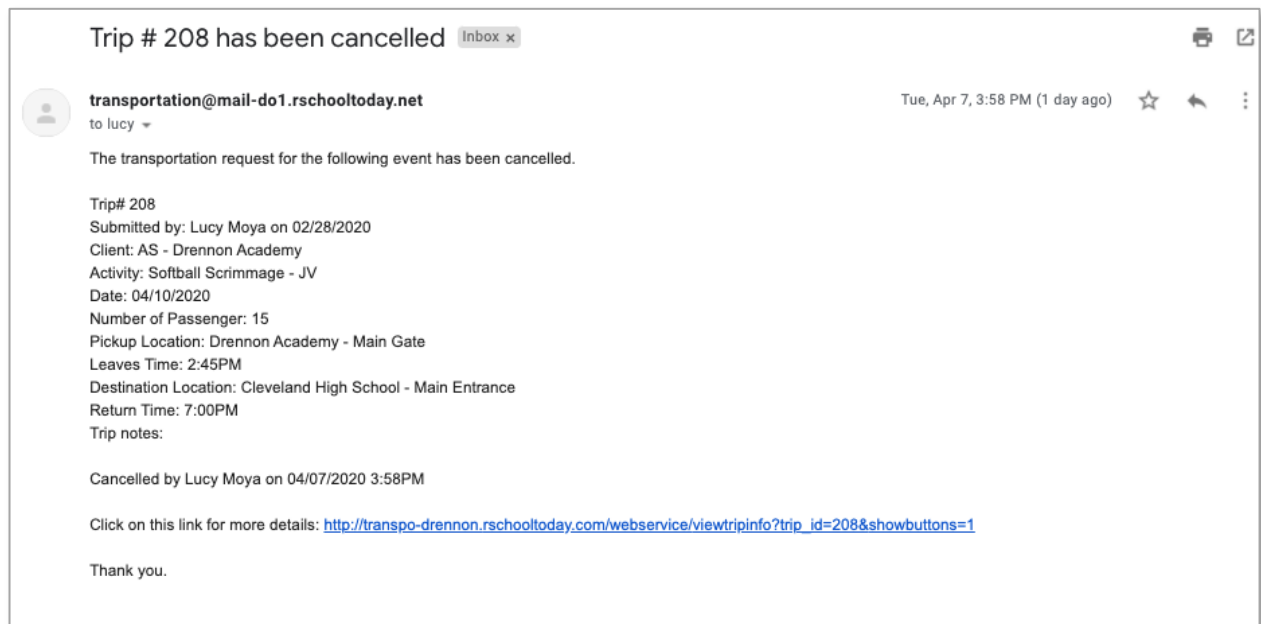 Trip # 208 has been cancelled Inbox x
transportation@mail-do1.rschooltoday.net Tue, Apr 7, 3:58 PM (1 day ago)
to lucy
The transportation request for the following event has been cancelled.
Trip# 208
Submitted by: Lucy Moya on 02/28/2020
Client: AS - Drennon Academy
Activity: Softball Scrimmage - JV
Date: 04/10/2020
Number of Passenger: 15
Pickup Location: Drennon Academy - Main Gate
Leaves Time: 2:45PM
Destination Location: Cleveland High School - Main Entrance
Return Time: 7:00PM
Trip notes:
Cancelled by Lucy Moya on 04/07/2020 3:58PM
Click on this link for more details: http://transpo-drennon.rschooltoday.com/webservice/viewtripinfo?trip_id=208&showbuttons=1
Thank you.